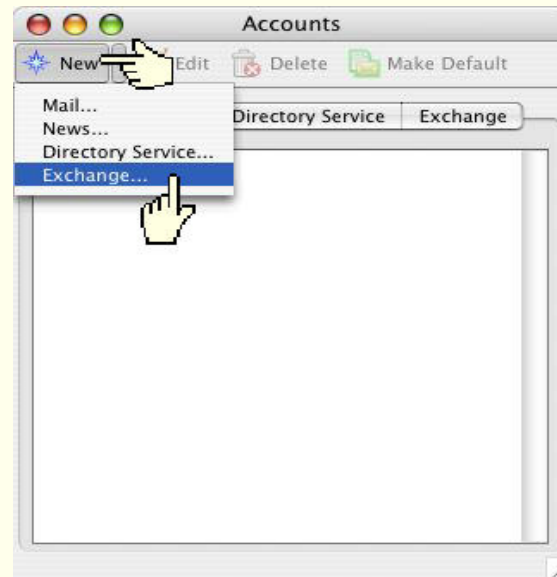 Accounts
New Edit Delete Make Default
Mail...
News...
Directory Service...
Exchange...
Directory Service Exchange